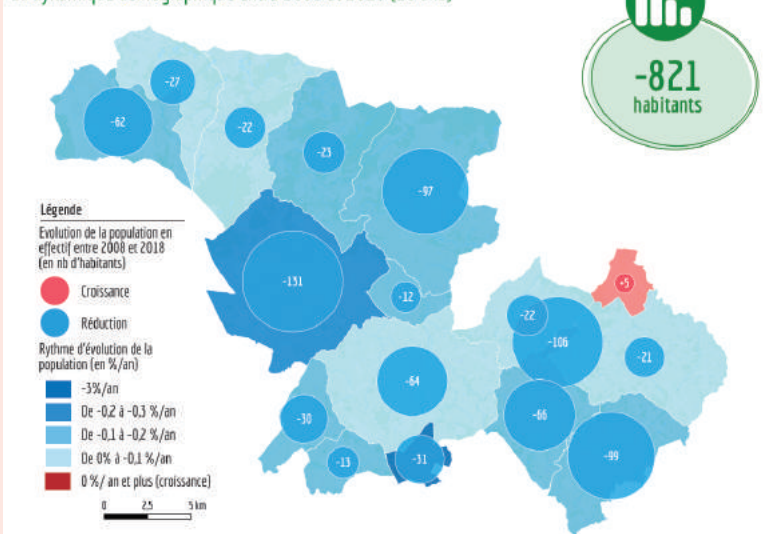 -821
habitants
-27
-62
-22
-23
-97
-131
-12
+5
-22
-106
-21
-64
-30
-66
-13
-31
-99
Légende
Evolution de la population en
effectif entre 2008 et 2018
(en nb d'habitants)
Croissance
Réduction
Rythme d'évolution de la
population (en %/an)
-3%/an
De -0,2 à -0,3 %/an
De -0,1 à -0,2 %/an
De 0% à -0,1 %/an
0 %/ an et plus (croissance)
0 2,5 5 km